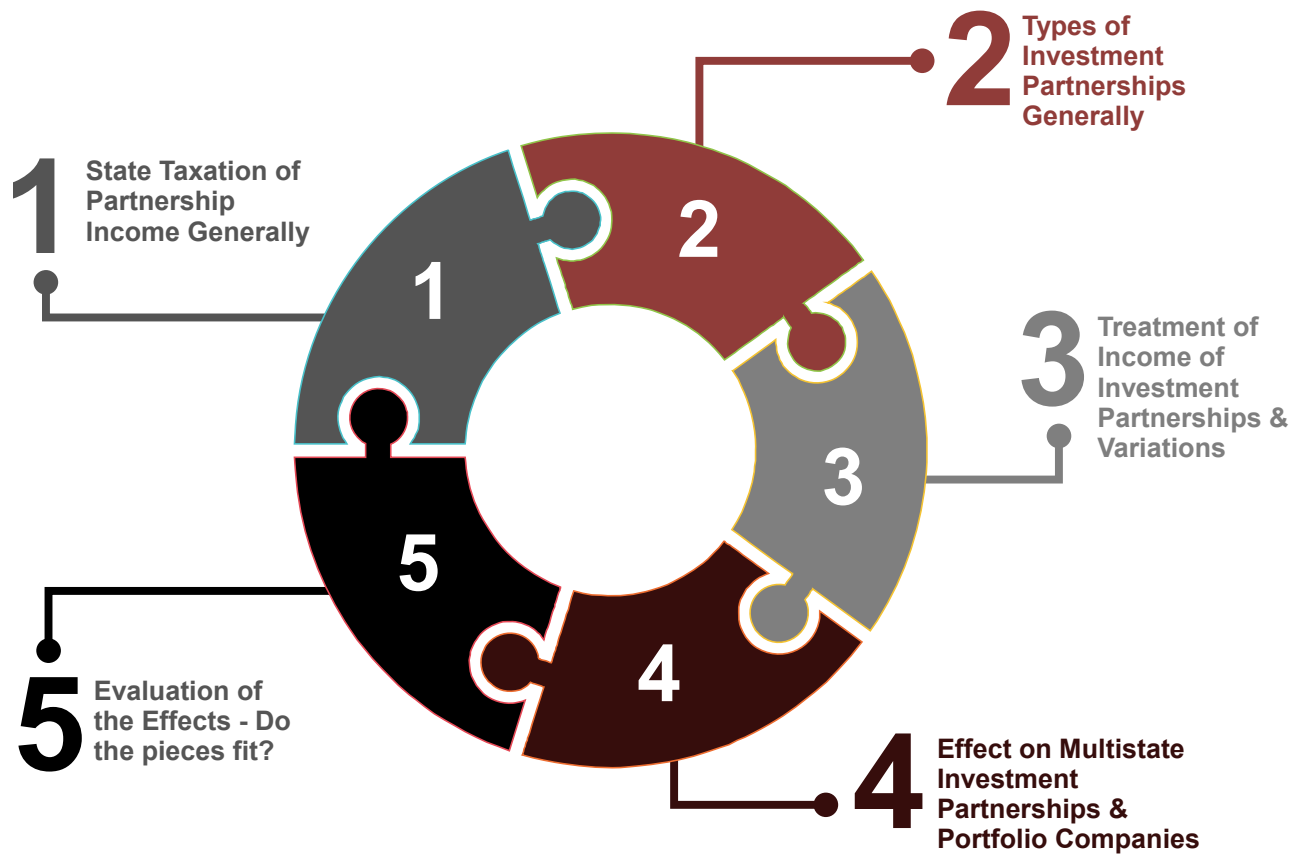 1
State Taxation of
Partnership
Income Generally
2
Types of
Investment
Partnerships
Generally
3
Treatment of
Income of
Investment
Partnerships &
Variations
4
Effect on Multistate
Investment
Partnerships &
Portfolio Companies
5
Evaluation of
the Effects - Do
the pieces fit?
1
2
3
4
5